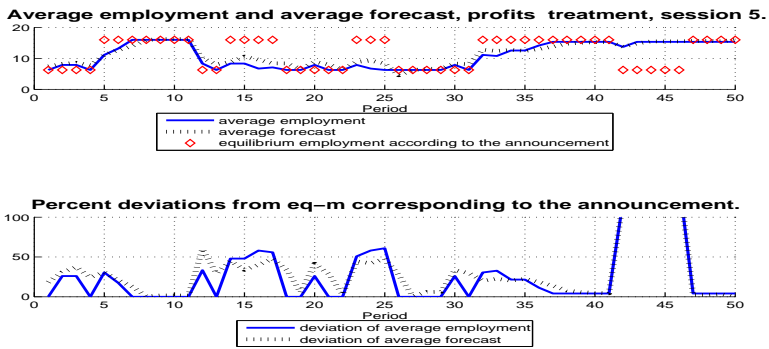 Average employment and average forecast, profits treatment, session 5.
20
10
0
0 5 10 15 20 25 30 35 40 45 50
Period
average employment
average forecast
equilibrium employment according to the announcement
Percent deviations from eq−m corresponding to the announcement.
100
50
0
0 5 10 15 20 25 30 35 40 45 50
Period
deviation of average employment
deviation of average forecast